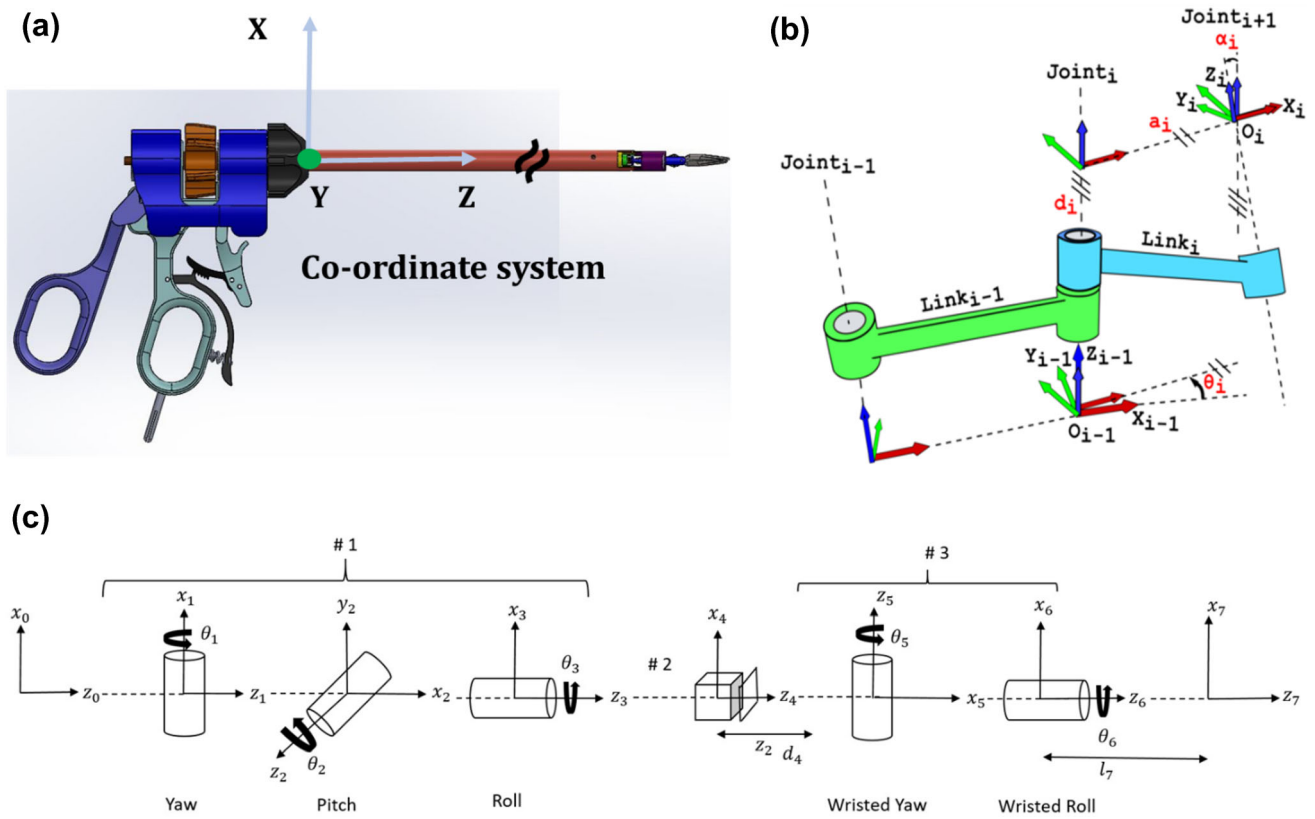 (a)
X
Y
Z
Co-ordinate system
(b)
Joint_{i+1}
α_i
Joint_i
Z_i
Y_i
X_i
a_i
O_i
Joint_{i-1}
d_i
Link_i
Link_{i-1}
Y_{i-1}
Z_{i-1}
θ_i
X_{i-1}
O_{i-1}
(c)
# 1
# 3
x_0
x_1
y_2
x_3
x_4
z_5
x_6
x_7
θ_1
θ_3
# 2
θ_5
z_0
z_1
x_2
z_3
z_4
x_5
z_6
z_7
z_2
θ_2
z_2 d_4
θ_6
l_7
Yaw
Pitch
Roll
Wristed Yaw
Wristed Roll